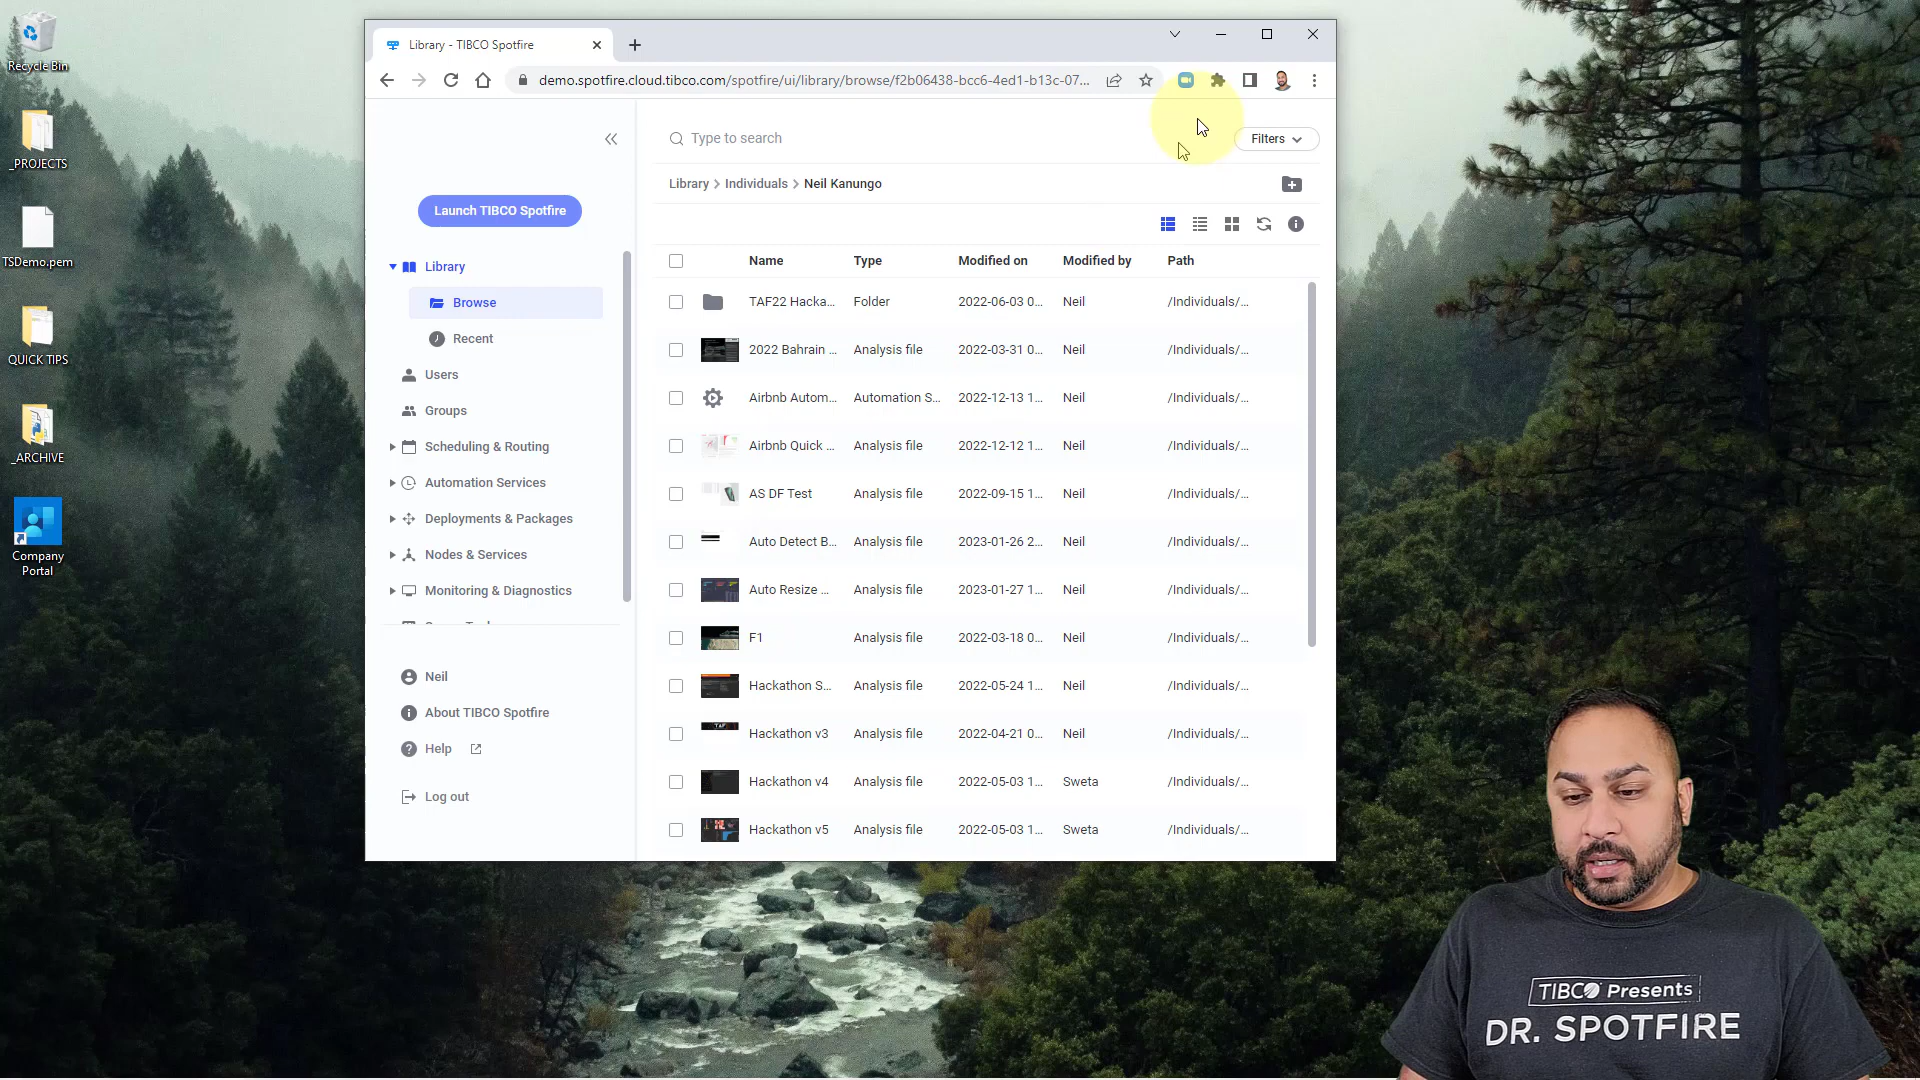 Recycle Bin
_PROJECTS
TSDemo.pem
QUICK TIPS
_ARCHIVE
Company
Portal
Library - TIBCO Spotfire
demo.spotfire.cloud.tibco.com/spotfire/ui/library/browse/f2b06438-bcc6-4ed1-b13c-07...
Launch TIBCO Spotfire
Library
Browse
Recent
Users
Groups
Scheduling & Routing
Automation Services
Deployments & Packages
Nodes & Services
Monitoring & Diagnostics
Neil
About TIBCO Spotfire
Help
Log out
Type to search
Filters
Library > Individuals > Neil Kanungo
Name Type Modified on Modified by Path
TAF22 Hacka... Folder 2022-06-03 0... Neil /Individuals/...
2022 Bahrain ... Analysis file 2022-03-31 0... Neil /Individuals/...
Airbnb Autom... Automation S... 2022-12-13 1... Neil /Individuals/...
Airbnb Quick ... Analysis file 2022-12-12 1... Neil /Individuals/...
AS DF Test Analysis file 2022-09-15 1... Neil /Individuals/...
Auto Detect B... Analysis file 2023-01-26 2... Neil /Individuals/...
Auto Resize ... Analysis file 2023-01-27 1... Neil /Individuals/...
F1 Analysis file 2022-03-18 0... Neil /Individuals/...
Hackathon S... Analysis file 2022-05-24 1... Neil /Individuals/...
Hackathon v3 Analysis file 2022-04-21 0... Neil /Individuals/...
Hackathon v4 Analysis file 2022-05-03 1... Sweta /Individuals/...
Hackathon v5 Analysis file 2022-05-03 1... Sweta /Individuals/...
TIBCO Presents
DR. SPOTFIRE